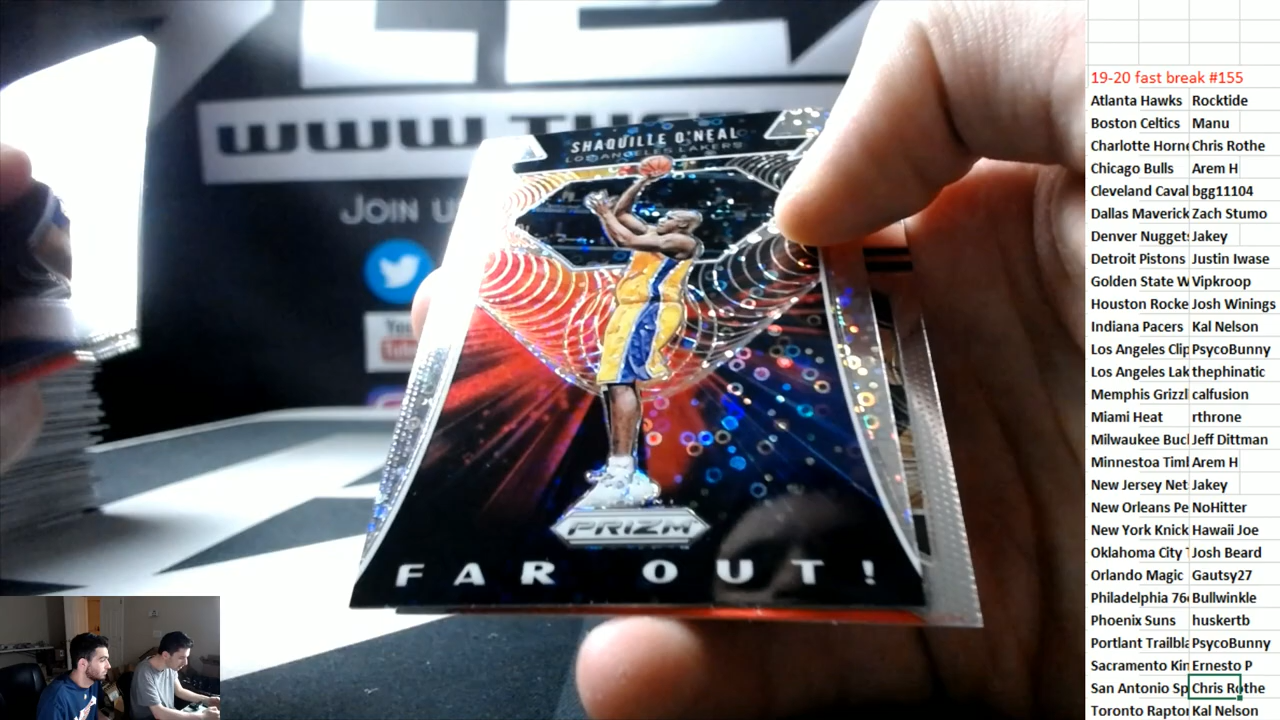 WWW.
JOIN U
You
SHAQUILLE O'NEAL
LOS ANGELES LAKERS
PRIZM
FAR OUT!
19-20 fast break #155
Atlanta Hawks Rocktide
Boston Celtics Manu
Charlotte Horne Chris Rothe
Chicago Bulls Arem H
Cleveland Caval bgg11104
Dallas Maverick Zach Stumo
Denver Nuggets Jakey
Detroit Pistons Justin Iwase
Golden State W Vipkroop
Houston Rocke Josh Winings
Indiana Pacers Kal Nelson
Los Angeles Clip PsycoBunny
Los Angeles Lak thephinatic
Memphis Grizzl calfusion
Miami Heat rthrone
Milwaukee Buc Jeff Dittman
Minnestoa Timl Arem H
New Jersey Net Jakey
New Orleans Pe NoHitter
New York Knick Hawaii Joe
Oklahoma City T Josh Beard
Orlando Magic Gautsy27
Philadelphia 76 Bullwinkle
Phoenix Suns huskertb
Portlant Trailbla PsycoBunny
Sacramento Kin Ernesto P
San Antonio Sp Chris Rothe
Toronto Raptor Kal Nelson